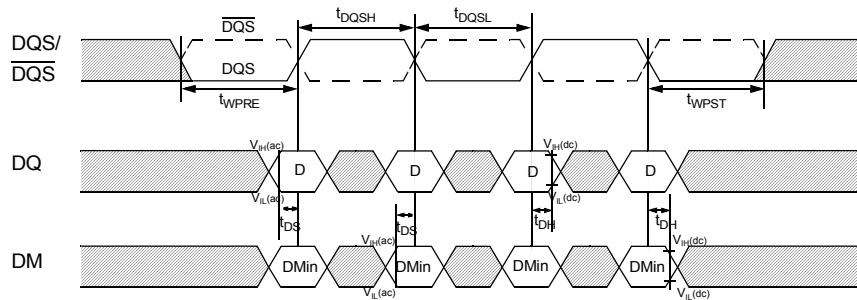 DQS/
DQS
DQS
DQS
tDQSH
tDQSL
tWPRE
tWPST
DQ
VIH(ac)
VIL(ac)
D
D
D
D
VIH(dc)
VIL(dc)
tDS
tDS
tDH
tDH
DM
VIH(ac)
VIL(ac)
DMin
DMin
DMin
DMin
VIH(dc)
VIL(dc)